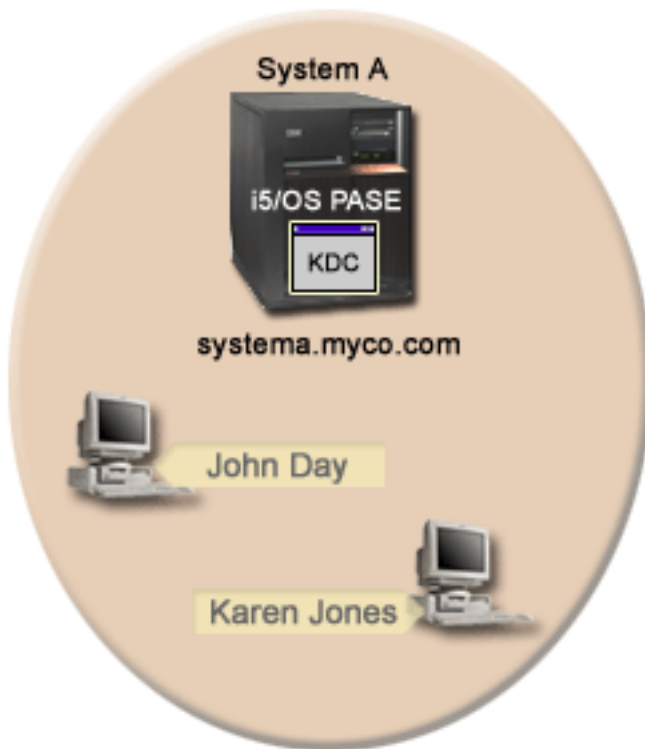 System A
i5/OS PASE
KDC
systema.myco.com
John Day
Karen Jones